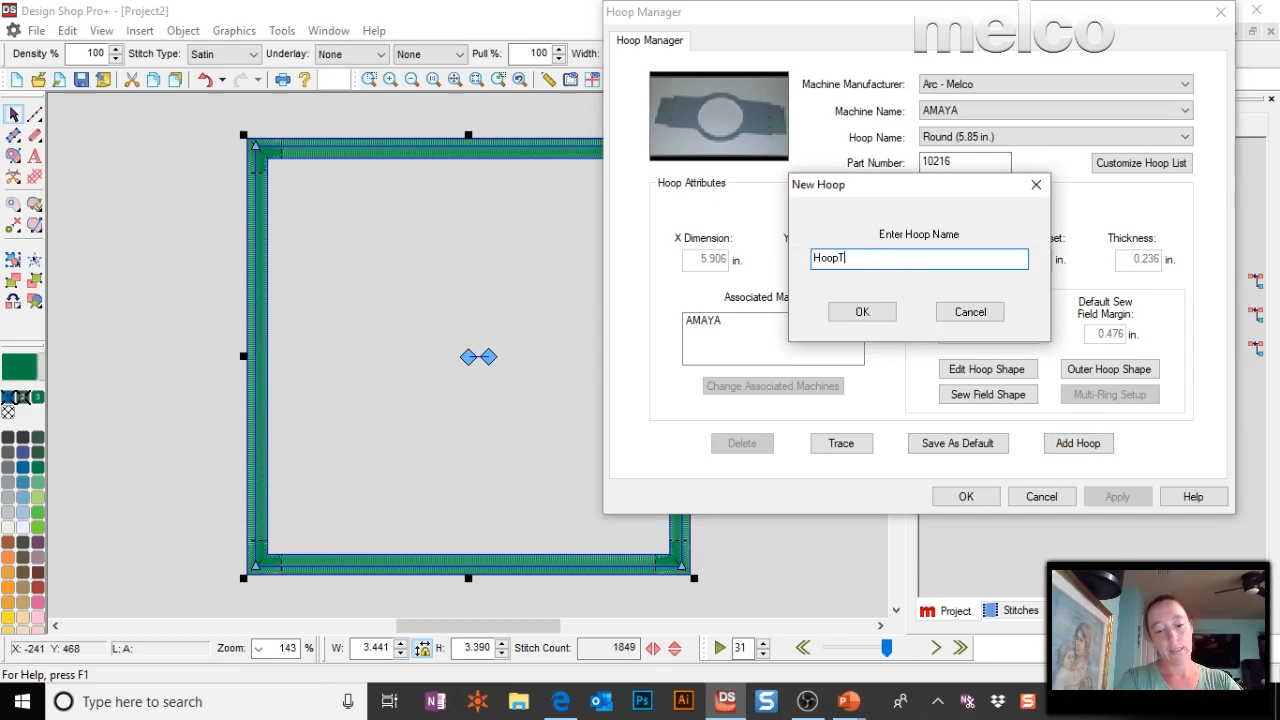 DS Design Shop Pro+ - [Project2]
File Edit View Insert Object Graphics Tools Window Help
Density % 100 Stitch Type: Satin Underlay: None None Pull %: 100 Width:
Hoop Manager
melco
Hoop Manager
Machine Manufacturer: Arc - Melco
Machine Name: AMAYA
Hoop Name: Round (5.85 in.)
Part Number: 10216 Customize Hoop List
New Hoop
Enter Hoop Name
HoopT
OK Cancel
Hoop Attributes
X Dimension: Y set: Thickness:
5.906 in. in. 0.236 in.
Associated Ma
AMAYA
Change Associated Machines
Default Sew
Field Margin:
0.476 in.
Edit Hoop Shape Outer Hoop Shape
Sew Field Shape Multi-Ring Setup
Delete Trace Save As Default Add Hoop
OK Cancel Apply Help
m Project Stitches
X: -241 Y: 468 L: A: Zoom: 143 % W: 3.441 H: 3.390 Stitch Count: 1849 31
For Help, press F1
Type here to search
Ps Ai DS S